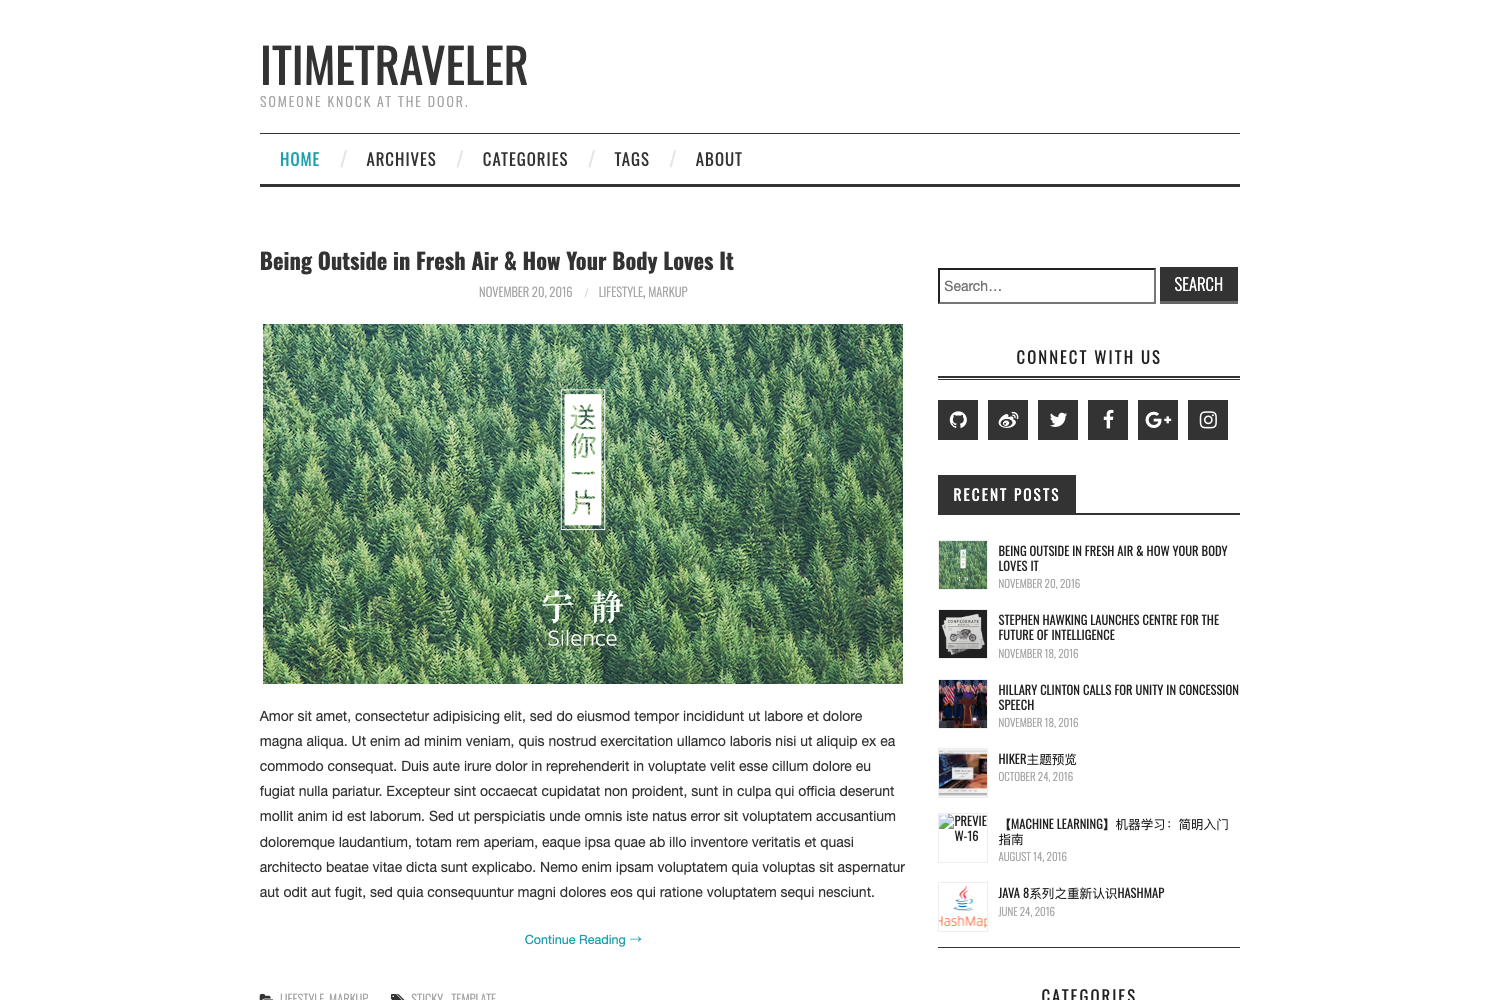 ITIMETRAVELER
SOMEONE KNOCK AT THE DOOR.
HOME / ARCHIVES / CATEGORIES / TAGS / ABOUT
Being Outside in Fresh Air & How Your Body Loves It
NOVEMBER 20, 2016 / LIFESTYLE, MARKUP
送你一片
宁 静
Silence
Amor sit amet, consectetur adipisicing elit, sed do eiusmod tempor incididunt ut labore et dolore
magna aliqua. Ut enim ad minim veniam, quis nostrud exercitation ullamco laboris nisi ut aliquip ex ea
commodo consequat. Duis aute irure dolor in reprehenderit in voluptate velit esse cillum dolore eu
fugiat nulla pariatur. Excepteur sint occaecat cupidatat non proident, sunt in culpa qui officia deserunt
mollit anim id est laborum. Sed ut perspiciatis unde omnis iste natus error sit voluptatem accusantium
doloremque laudantium, totam rem aperiam, eaque ipsa quae ab illo inventore veritatis et quasi
architecto beatae vitae dicta sunt explicabo. Nemo enim ipsam voluptatem quia voluptas sit aspernatur
aut odit aut fugit, sed quia consequuntur magni dolores eos qui ratione voluptatem sequi nesciunt.
Continue Reading →
LIFESTYLE, MARKUP STICKY, TEMPLATE
Search...
SEARCH
CONNECT WITH US
RECENT POSTS
BEING OUTSIDE IN FRESH AIR & HOW YOUR BODY
LOVES IT
NOVEMBER 20, 2016
CONFEDERATE
STEPHEN HAWKING LAUNCHES CENTRE FOR THE
FUTURE OF INTELLIGENCE
NOVEMBER 18, 2016
HILLARY CLINTON CALLS FOR UNITY IN CONCESSION
SPEECH
NOVEMBER 18, 2016
HIKER主题预览
OCTOBER 24, 2016
PREVIE
W-16
【MACHINE LEARNING】机器学习：简明入门
指南
AUGUST 14, 2016
HashMap
JAVA 8系列之重新认识HASHMAP
JUNE 24, 2016
CATEGORIES